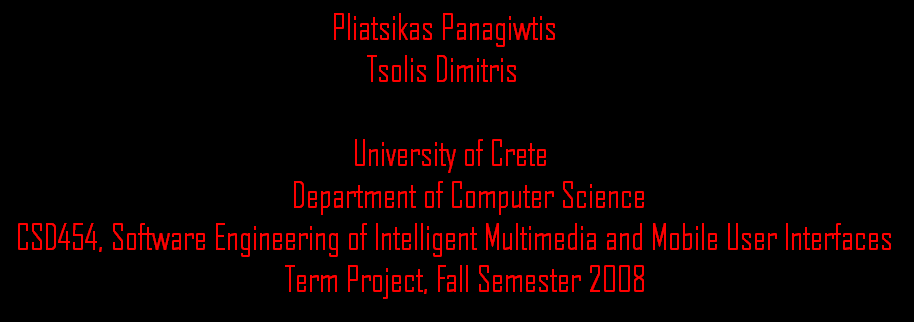 Pliatsikas Panagiwtis
Tsolis Dimitris
University of Crete
Department of Computer Science
CSD454, Software Engineering of Intelligent Multimedia and Mobile User Interfaces
Term Project, Fall Semester 2008